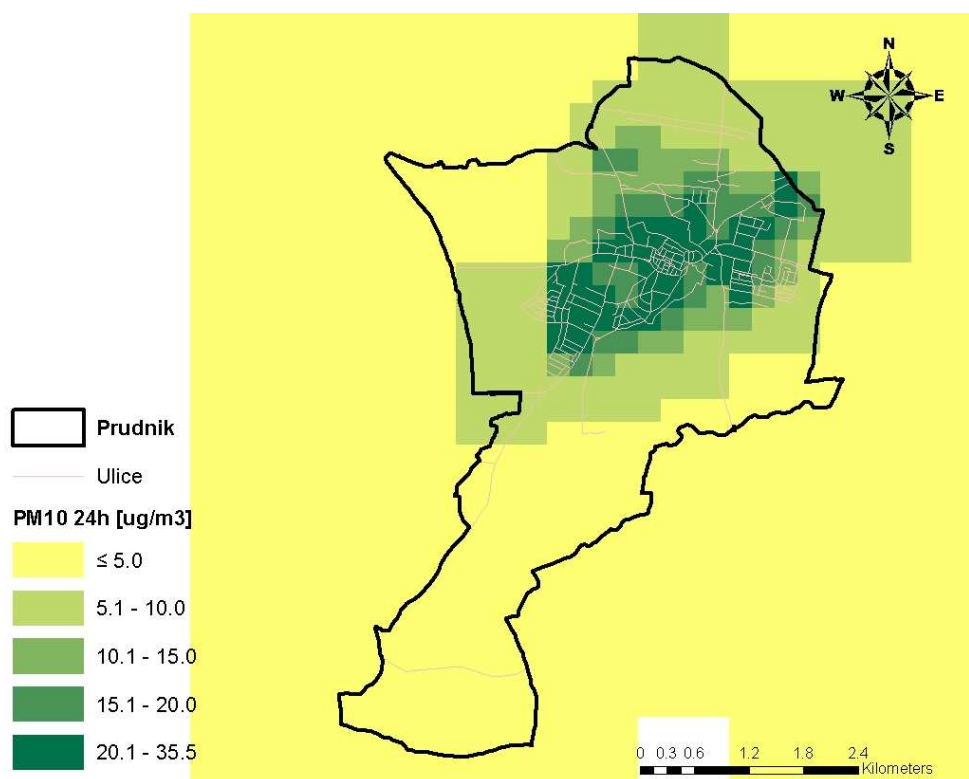 N
W E
S
Prudnik
Ulice
PM10 24h [ug/m3]
≤ 5.0
5.1 - 10.0
10.1 - 15.0
15.1 - 20.0
20.1 - 35.5
0 0.3 0.6 1.2 1.8 2.4
Kilometers